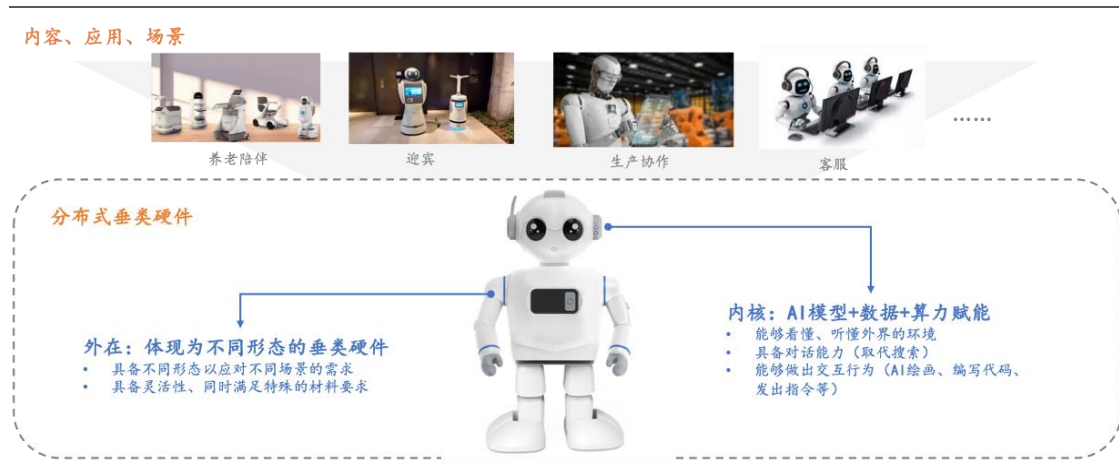 内容、应用、场景
养老陪伴
迎宾
生产协作
客服
......
分布式垂类硬件
外在：体现为不同形态的垂类硬件
• 具备不同形态以应对不同场景的需求
• 具备灵活性、同时满足特殊的材料要求
内核：AI模型+数据+算力赋能
• 能够看懂、听懂外界的环境
• 具备对话能力（取代搜索）
• 能够做出交互行为（AI绘画、编写代码、
发出指令等）